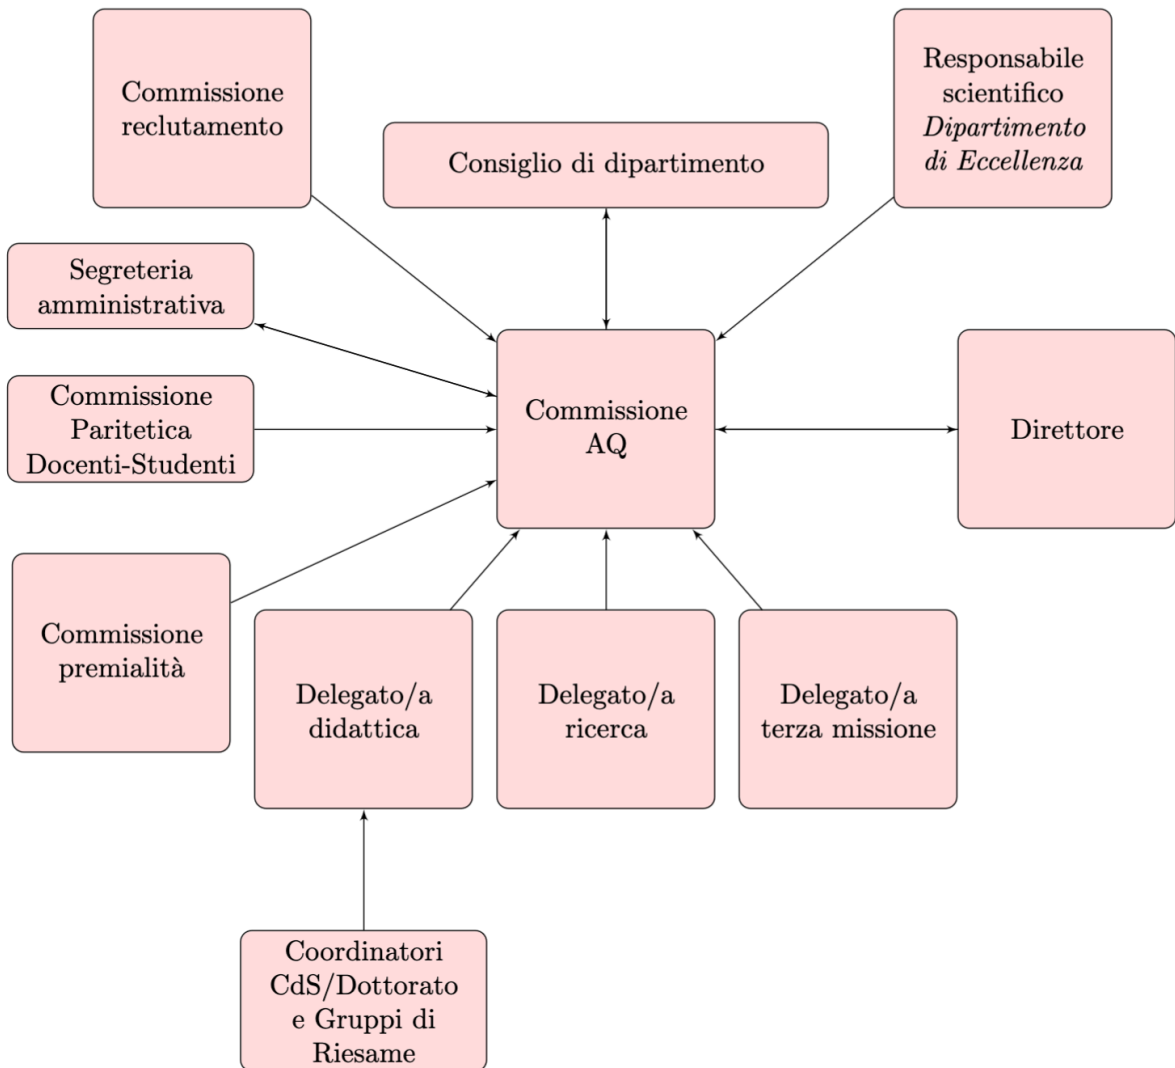 Commissione
reclutamento
Responsabile
scientifico
Dipartimento
di Eccellenza
Consiglio di dipartimento
Segreteria
amministrativa
Commissione
Paritetica
Docenti-Studenti
Commissione
AQ
Direttore
Commissione
premialità
Delegato/a
didattica
Delegato/a
ricerca
Delegato/a
terza missione
Coordinatori
CdS/Dottorato
e Gruppi di
Riesame